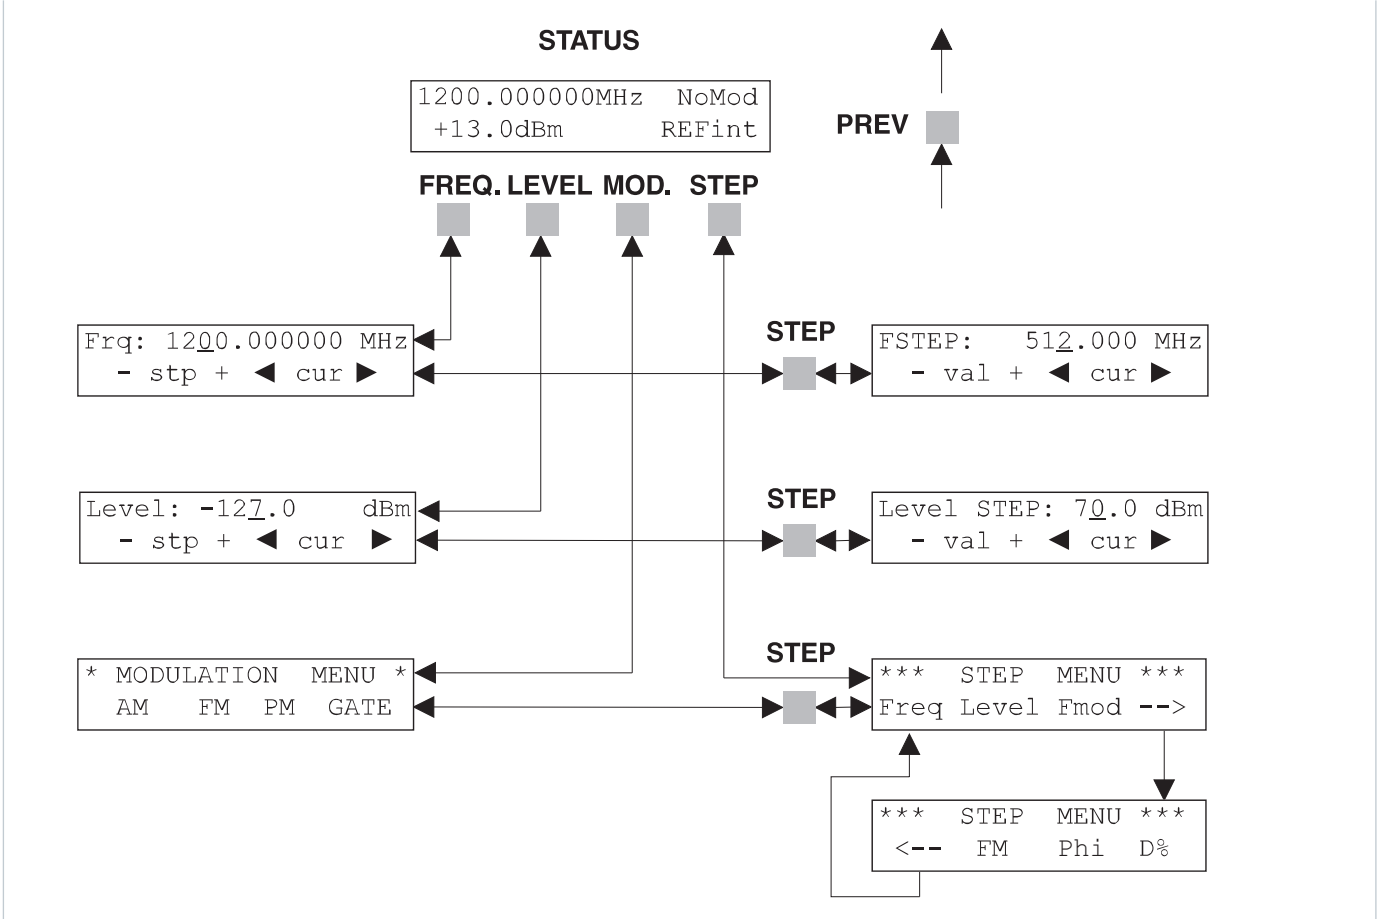 STATUS
1200.000000MHz NoMod
+13.0dBm REFint
PREV
FREQ. LEVEL MOD. STEP
Frq: 1200.000000 MHz
- stp + ◀ cur ▶
STEP
FSTEP: 512.000 MHz
- val + ◀ cur ▶
Level: -127.0 dBm
- stp + ◀ cur ▶
STEP
Level STEP: 70.0 dBm
- val + ◀ cur ▶
* MODULATION MENU *
AM FM PM GATE
STEP
*** STEP MENU ***
Freq Level Fmod -->
*** STEP MENU ***
<-- FM Phi D%